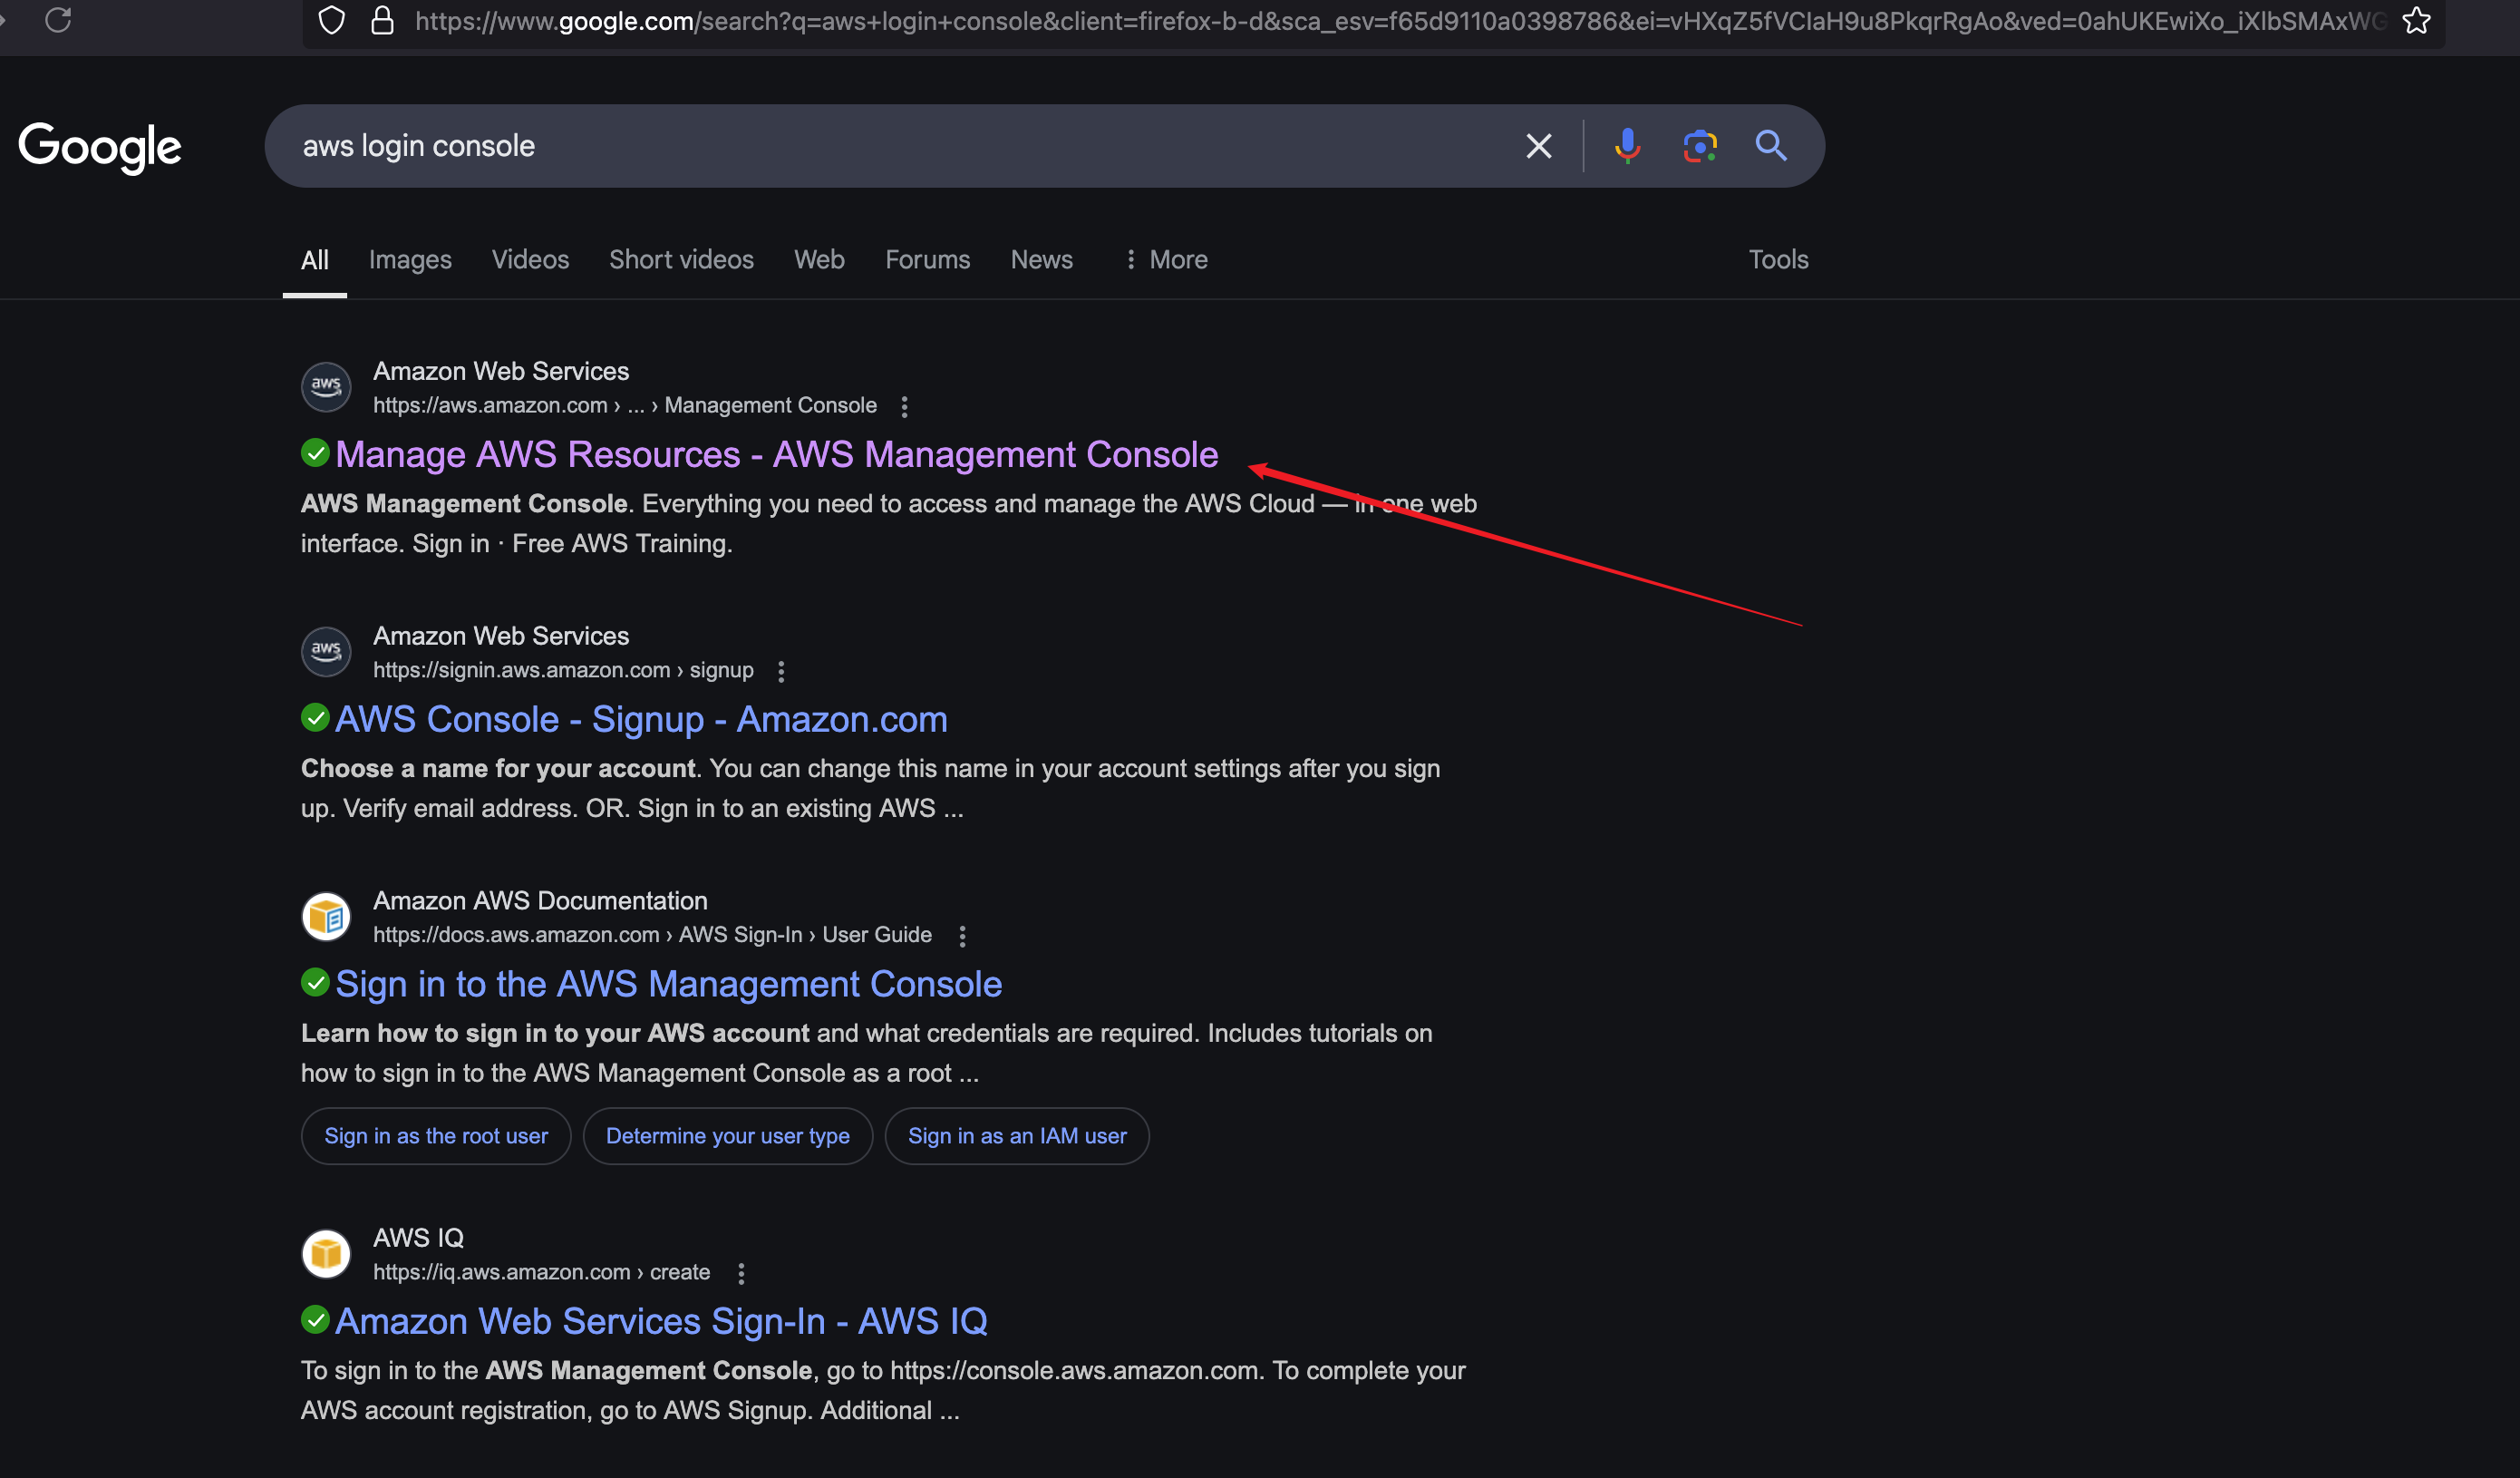 https://www.google.com/search?q=aws+login+console&client=firefox-b-d&sca_esv=f65d9110a0398786&ei=vHXqZ5fVCIaH9u8PkqrRgAo&ved=0ahUKEwiXo_iXlbSMAxWG
Google
aws login console
All Images Videos Short videos Web Forums News More Tools
aws
Amazon Web Services
https://aws.amazon.com › ... › Management Console
Manage AWS Resources - AWS Management Console
AWS Management Console. Everything you need to access and manage the AWS Cloud — in one web
interface. Sign in · Free AWS Training.
aws
Amazon Web Services
https://signin.aws.amazon.com › signup
AWS Console - Signup - Amazon.com
Choose a name for your account. You can change this name in your account settings after you sign
up. Verify email address. OR. Sign in to an existing AWS ...
Amazon AWS Documentation
https://docs.aws.amazon.com › AWS Sign-In › User Guide
Sign in to the AWS Management Console
Learn how to sign in to your AWS account and what credentials are required. Includes tutorials on
how to sign in to the AWS Management Console as a root ...
Sign in as the root user Determine your user type Sign in as an IAM user
AWS IQ
https://iq.aws.amazon.com › create
Amazon Web Services Sign-In - AWS IQ
To sign in to the AWS Management Console, go to https://console.aws.amazon.com. To complete your
AWS account registration, go to AWS Signup. Additional ...